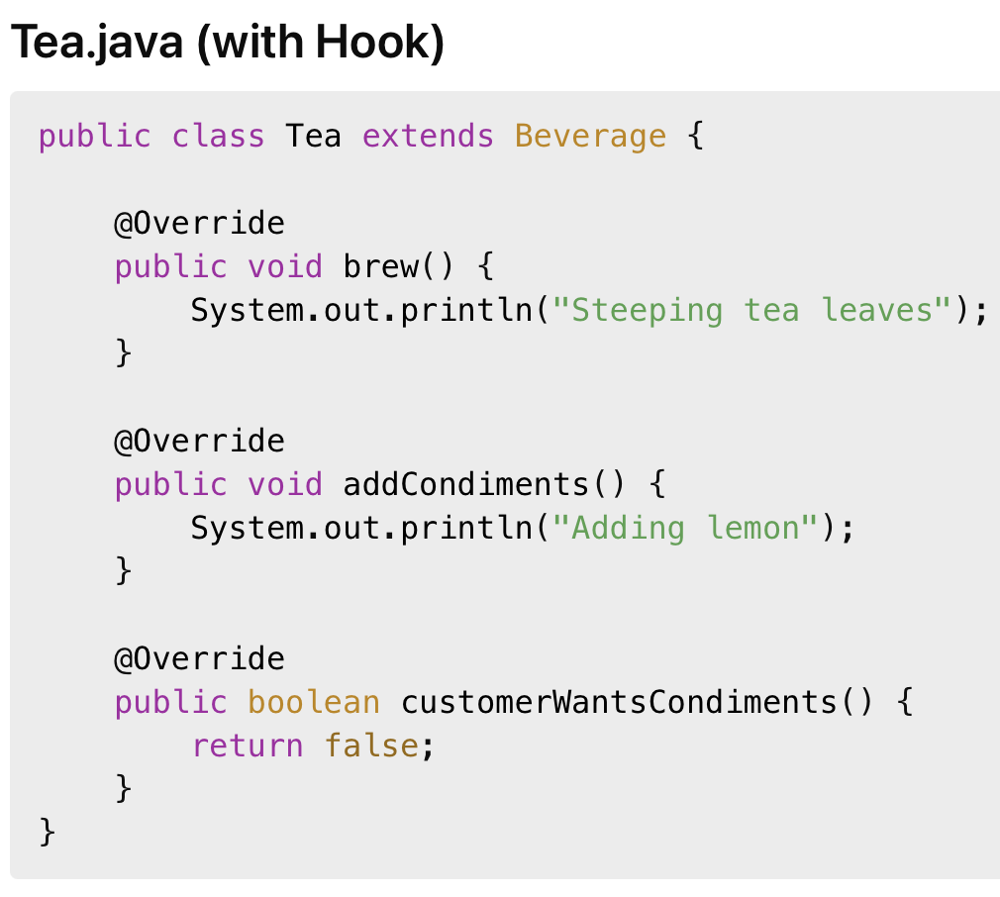 Tea.java (with Hook)
public class Tea extends Beverage {
    @Override
    public void brew() {
        System.out.println("Steeping tea leaves");
    }
    @Override
    public void addCondiments() {
        System.out.println("Adding lemon");
    }
    @Override
    public boolean customerWantsCondiments() {
        return false;
    }
}